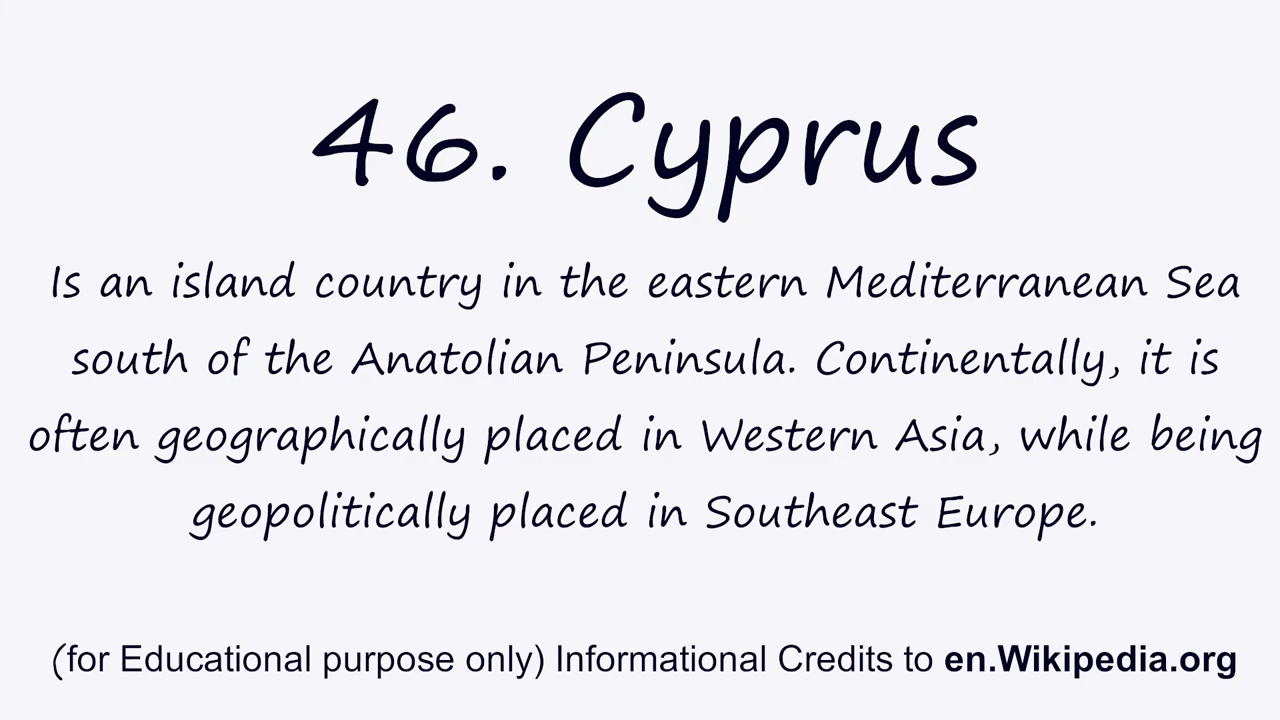 46. Cyprus
Is an island country in the eastern Mediterranean Sea
south of the Anatolian Peninsula. Continentally, it is
often geographically placed in Western Asia, while being
geopolitically placed in Southeast Europe.
(for Educational purpose only) Informational Credits to en.Wikipedia.org